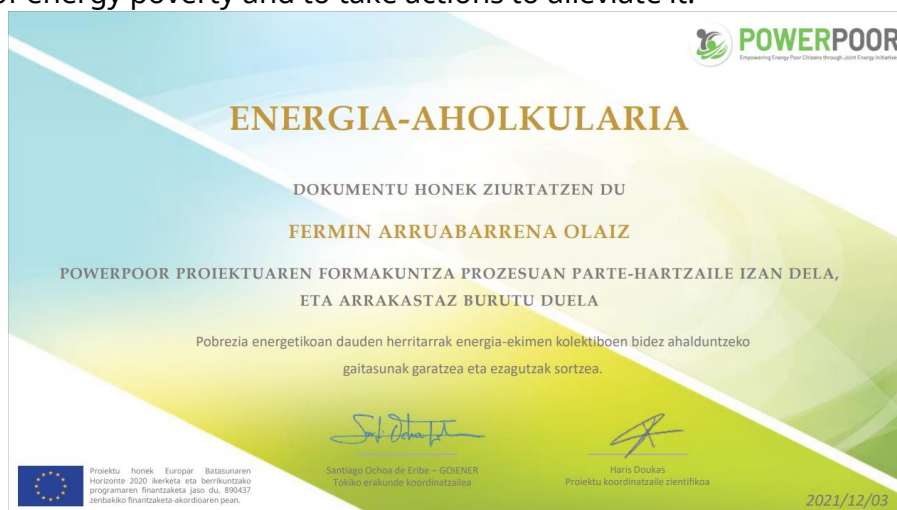 of energy poverty and to take actions to alleviate it.
POWERPOOR
Empowering Energy Poor Citizens through Joint Energy Initiatives
ENERGIA-AHOLKULARIA
DOKUMENTU HONEK ZIURTATZEN DU
FERMIN ARRUABARRENA OLAIZ
POWERPOOR PROIEKTUAREN FORMAKUNTZA PROZESUAN PARTE-HARTZAILE IZAN DELA,
ETA ARRAKASTAZ BURUTU DUELA
Pobrezia energetikoan dauden herritarrak energia-ekimen kolektiboen bidez ahalduntzeko
gaitasunak garatzea eta ezagutzak sortzea.
Santiago Ochoa de Eribe – GOIENER
Tokiko erakunde koordinatzailea
Haris Doukas
Proiektu koordinatzaile zientifikoa
Proiektu honek Europar Batasunaren
Horizonte 2020 ikerketa eta berrikuntzako
programaren finantzaketa jaso du, 890437
zenbakiko finantzaketa-akordioaren pean.
2021/12/03